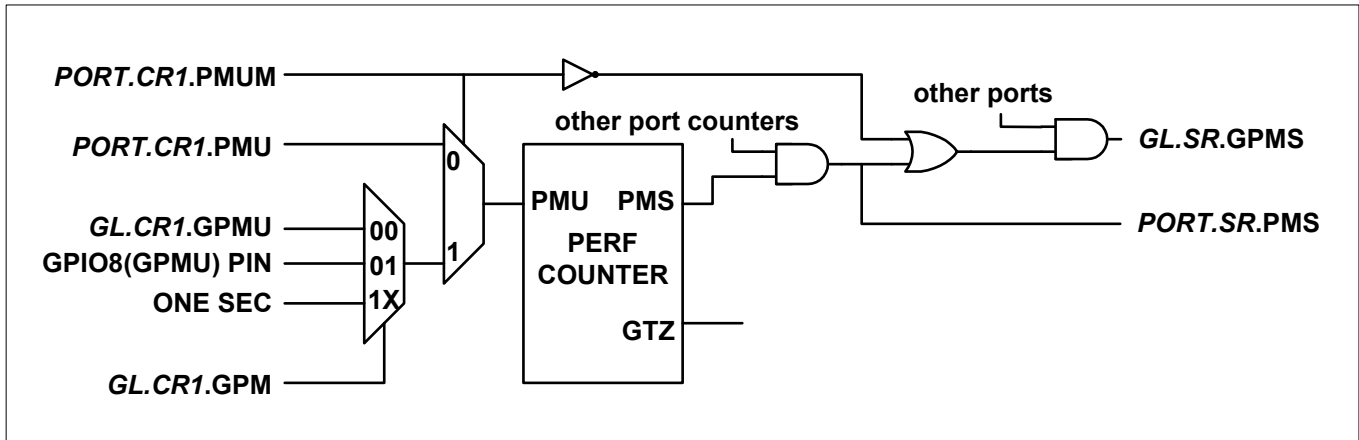 PORT.CR1.PMUM
other ports
other port counters
GL.SR.GPMS
PORT.CR1.PMU
0
PMU
PMS
PORT.SR.PMS
GL.CR1.GPMU
00
PERF
1
GPIO8(GPMU) PIN
01
COUNTER
ONE SEC
1X
GTZ
GL.CR1.GPM